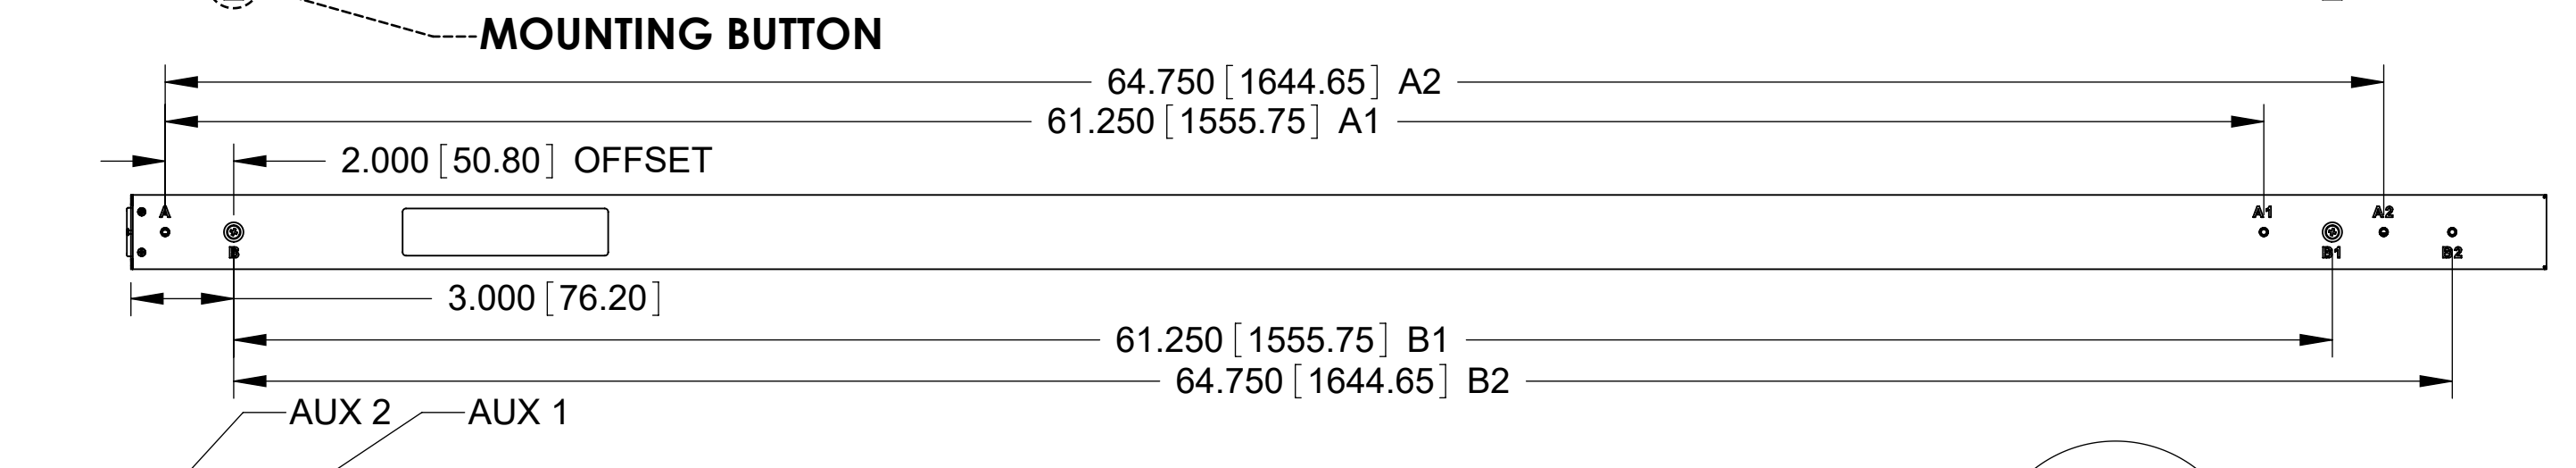 MOUNTING BUTTON
64.750 [1644.65] A2
61.250 [1555.75] A1
2.000 [50.80] OFFSET
A A1 A2
B B1 B2
3.000 [76.20]
61.250 [1555.75] B1
64.750 [1644.65] B2
AUX 2 AUX 1